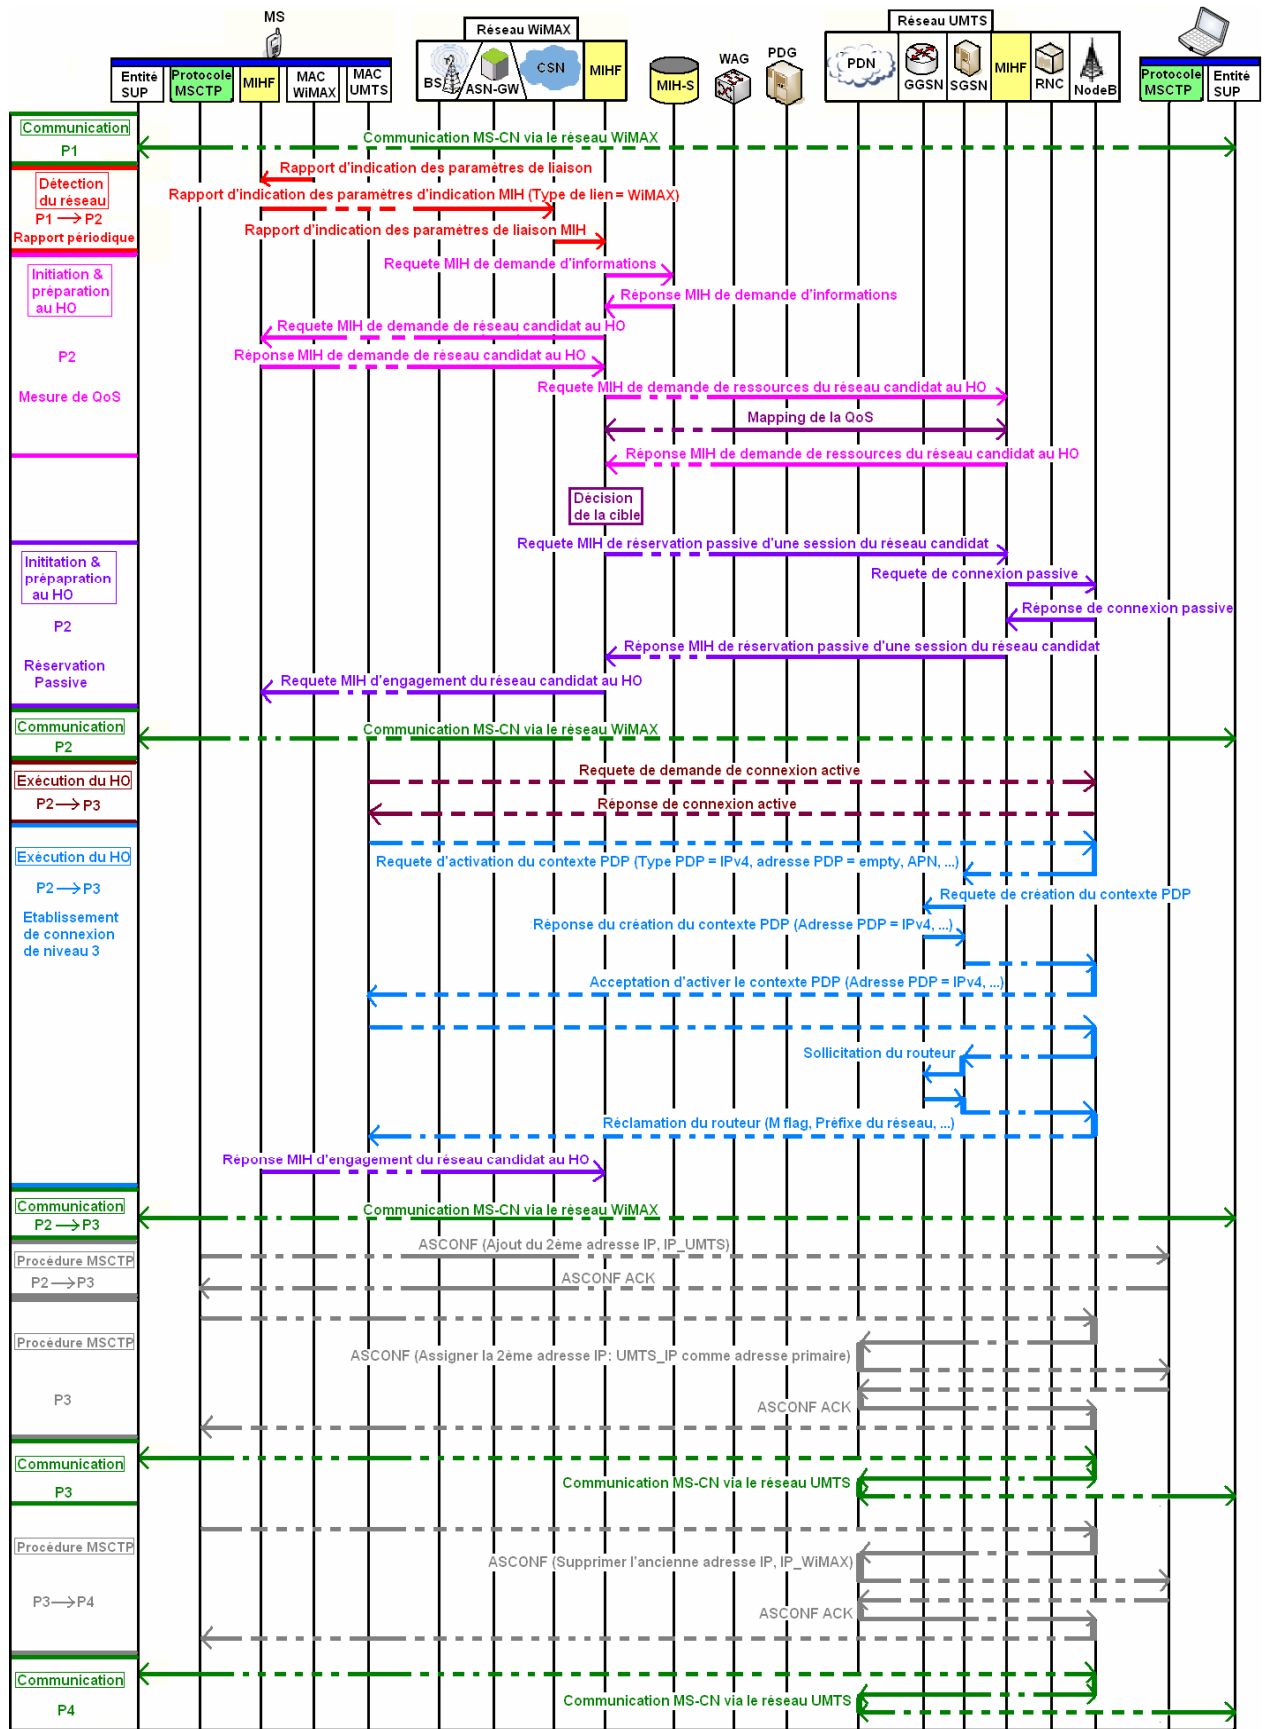 MS
Réseau WiMAX
Réseau UMTS
Entité
SUP
Protocole
MSCTP
MIHF
MAC
WiMAX
MAC
UMTS
BS
ASN-GW
CSN
MIHF
MIH-S
WAG
PDG
PDN
GGSN
SGSN
MIHF
RNC
NodeB
Protocole
MSCTP
Entité
SUP
Communication
P1
Communication MS-CN via le réseau WiMAX
Détection
du réseau
P1 → P2
Rapport périodique
Rapport d'indication des paramètres de liaison
Rapport d'indication des paramètres d'indication MIH (Type de lien = WiMAX)
Rapport d'indication des paramètres de liaison MIH
Initiation &
préparation
au HO
P2
Mesure de QoS
Requete MIH de demande d'informations
Réponse MIH de demande d'informations
Requete MIH de demande de réseau candidat au HO
Réponse MIH de demande de réseau candidat au HO
Requete MIH de demande de ressources du réseau candidat au HO
Mapping de la QoS
Réponse MIH de demande de ressources du réseau candidat au HO
Décision
de la cible
Inititation &
prépapration
au HO
P2
Réservation
Passive
Requete MIH de réservation passive d'une session du réseau candidat
Requete de connexion passive
Réponse de connexion passive
Réponse MIH de réservation passive d'une session du réseau candidat
Requete MIH d'engagement du réseau candidat au HO
Communication
P2
Communication MS-CN via le réseau WiMAX
Exécution du HO
P2 → P3
Requete de demande de connexion active
Réponse de connexion active
Exécution du HO
P2 → P3
Etablissement
de connexion
de niveau 3
Requete d'activation du contexte PDP (Type PDP = IPv4, adresse PDP = empty, APN, ...)
Requete de création du contexte PDP
Réponse du création du contexte PDP (Adresse PDP = IPv4, ...)
Acceptation d'activer le contexte PDP (Adresse PDP = IPv4, ...)
Sollicitation du routeur
Réclamation du routeur (M flag, Préfixe du réseau, ...)
Réponse MIH d'engagement du réseau candidat au HO
Communication
P2 → P3
Communication MS-CN via le réseau WiMAX
Procédure MSCTP
P2 → P3
ASCONF (Ajout du 2ème adresse IP, IP_UMTS)
ASCONF ACK
Procédure MSCTP
P3
ASCONF (Assigner la 2ème adresse IP: UMTS_IP comme adresse primaire)
ASCONF ACK
Communication
P3
Communication MS-CN via le réseau UMTS
Procédure MSCTP
P3 → P4
ASCONF (Supprimer l'ancienne adresse IP, IP_WiMAX)
ASCONF ACK
Communication
P4
Communication MS-CN via le réseau UMTS